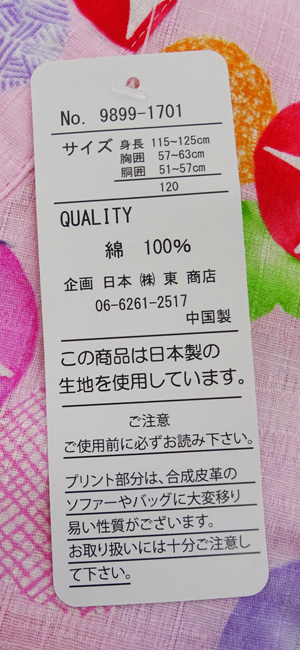 No. 9899-1701
サイズ 身長 115~125cm
胸囲 57~63cm
胴囲 51~57cm
120
QUALITY
綿 100%
企画 日本 ㈱ 東 商店
06-6261-2517
中国製
この商品は日本製の
生地を使用しています。
ご注意
ご使用前に必ずお読み下さい。
プリント部分は、合成皮革の
ソファーやバッグに大変移り
易い性質がございます。
お取り扱いには十分ご注意し
て下さい。